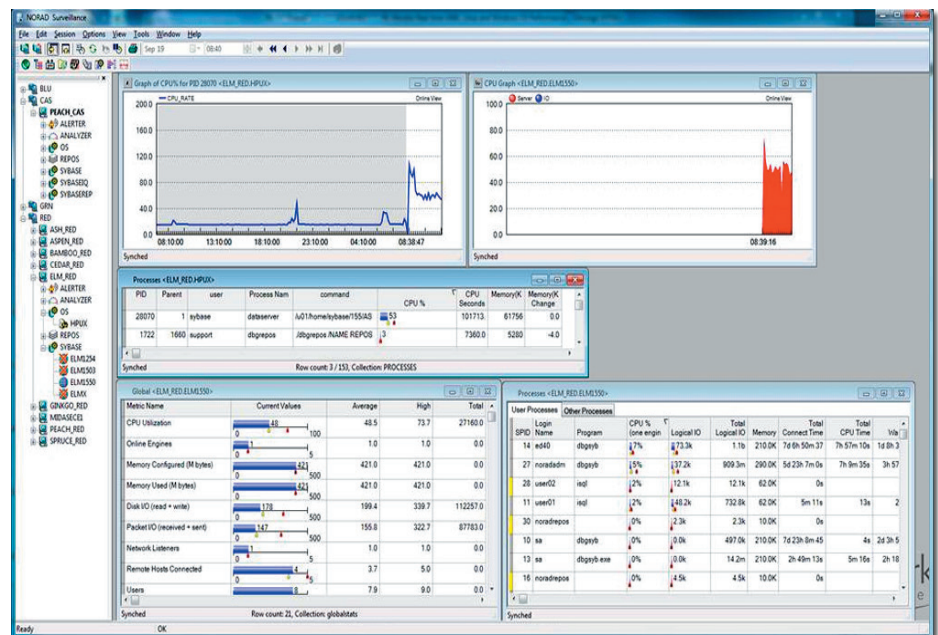 NORAD Surveillance
File Edit Session Options View Tools Window Help
Sep 19 06:40
BLU
CAS
PEACH_CAS
ALERTER
ANALYZER
OS
REPOS
SYBASE
SYBASEIQ
SYBASEREP
GRN
RED
ASH_RED
ASPEN_RED
BAMBOO_RED
CEDAR_RED
ELM_RED
ALERTER
ANALYZER
OS
HPUX
REPOS
SYBASE
ELM1254
ELM1503
ELM1550
ELMX
GINKGO_RED
MIDASECE1
PEACH_RED
SPRUCE_RED
Graph of CPU% for PID 28070 <ELM_RED.HPUX>
CPU_RATE Online View
200.0
160.0
120.0
80.0
40.0
0.0
08:10:00 13:10:00 18:10:00 23:10:00 04:10:00 08:38:47
Synched
CPU Graph <ELM_RED.ELM1550>
Server IO Online View
100.0
80.0
60.0
40.0
20.0
0.0
08:39:16
Synched
Processes <ELM_RED.HPUX>
PID Parent user Process Nam command CPU % CPU Seconds Memory(K Memory(K Change
28070 1 sybase dataserver /u01/home/sybase/155/AS 53 101713. 61756 0.0
1722 1660 support dbgrepos ./dbgrepos /NAME REPOS 3 7360.0 5280 -4.0
Synched Row count: 3 / 153, Collection: PROCESSES
Global <ELM_RED.ELM1550>
Metric Name Current Values Average High Total
CPU Utilization 48 0 100 48.5 73.7 27160.0
Online Engines 1 0 5 1.0 1.0 0.0
Memory Configured (M bytes) 421 0 500 421.0 421.0 0.0
Memory Used (M bytes) 421 0 500 421.0 421.0 0.0
Disk I/O (read + write) 178 0 500 199.4 339.7 112257.0
Packet I/O (received + sent) 147 0 500 155.8 322.7 87783.0
Network Listeners 1 0 5 1.0 1.0 0.0
Remote Hosts Connected 4 0 5 3.7 5.0 0.0
Users 8 7.9 9.0 0.0
Synched Row count: 21, Collection: globalstats
Processes <ELM_RED.ELM1550>
User Processes Other Processes
SPID Login Name Program CPU % (one engin Logical IO Total Logical IO Memory Total Connect Time Total CPU Time Wa
14 ed40 dbgsyb 7% 73.3k 1.1b 210.0K 7d 6h 50m 37 7h 57m 10s 1d 8h 3
27 noradadm dbgsyb 5% 37.2k 909.3m 290.0K 5d 23h 7m 0s 7h 9m 35s 3h 57
28 user02 isql 2% 12.1k 12.1k 62.0K 0s
11 user01 isql 2% 48.2k 732.8k 62.0K 5m 11s 13s 2
30 noradrepos 0% 2.3k 2.3k 10.0K 0s
10 sa dbgsyb 0% 0.0k 497.0k 210.0K 7d 23h 8m 45 4s 2d 3h 5
13 sa dbgsyb.exe 0% 0.0k 14.2m 210.0K 2h 49m 13s 5m 16s 2h 18
16 noradrepos 0% 4.5k 4.5k 10.0K 0s
Synched
Ready OK